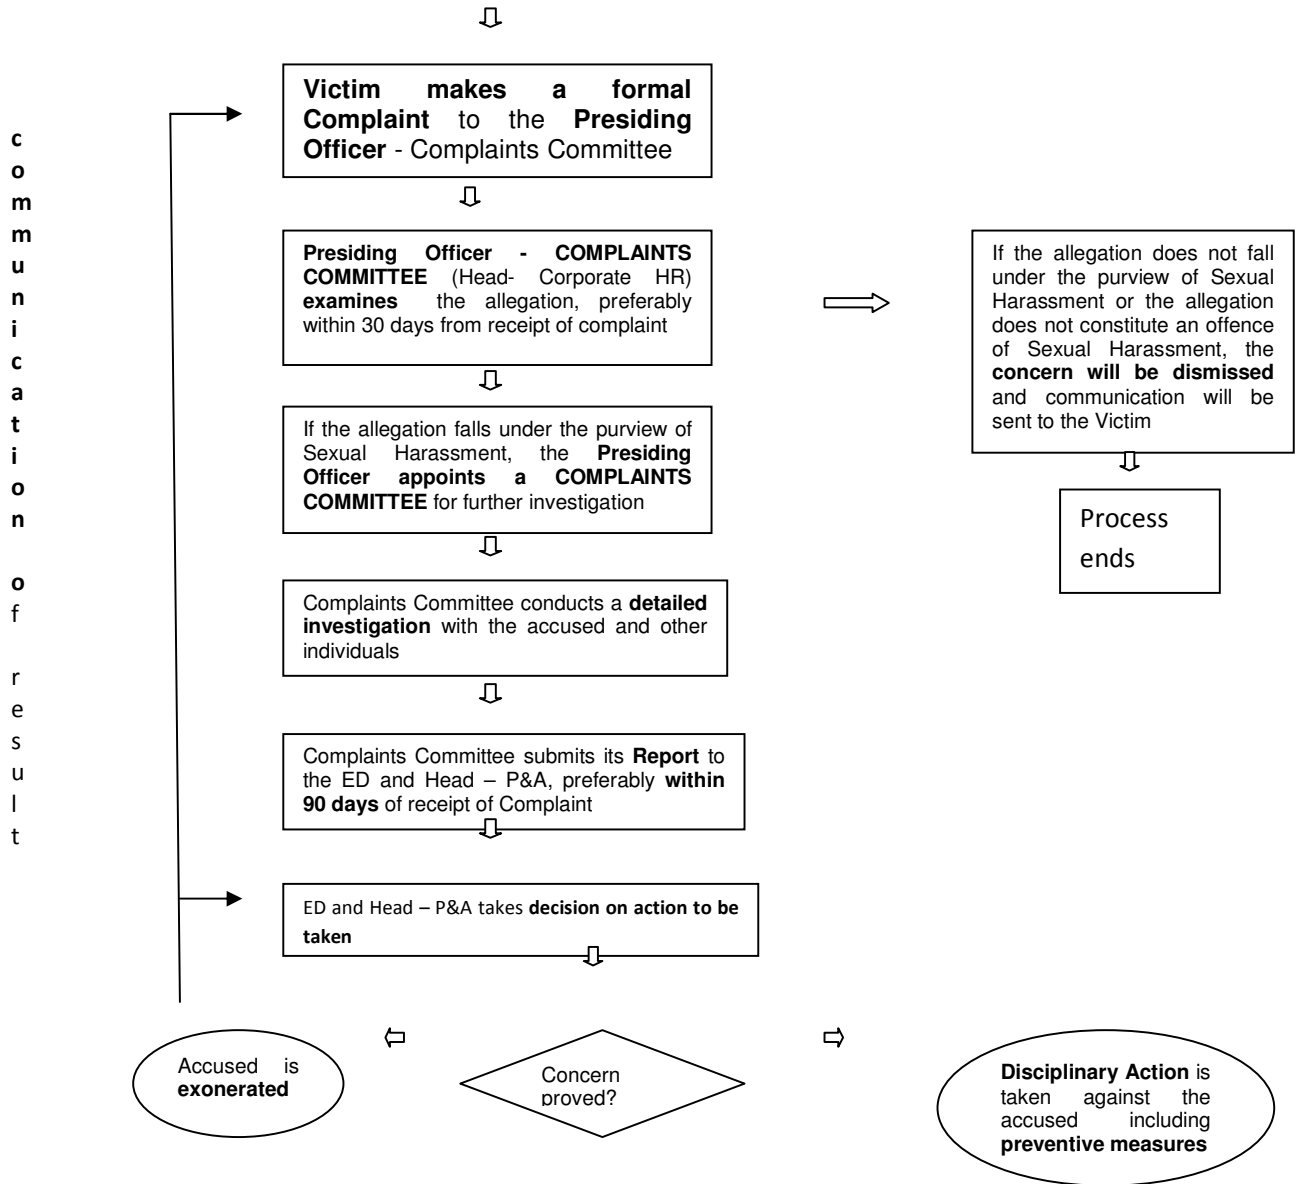 Victim makes a formal
Complaint to the Presiding
Officer - Complaints Committee
Presiding Officer - COMPLAINTS
COMMITTEE (Head- Corporate HR)
examines the allegation, preferably
within 30 days from receipt of complaint
If the allegation does not fall
under the purview of Sexual
Harassment or the allegation
does not constitute an offence
of Sexual Harassment, the
concern will be dismissed
and communication will be
sent to the Victim
Process
ends
If the allegation falls under the purview of
Sexual Harassment, the Presiding
Officer appoints a COMPLAINTS
COMMITTEE for further investigation
Complaints Committee conducts a detailed
investigation with the accused and other
individuals
Complaints Committee submits its Report to
the ED and Head – P&A, preferably within
90 days of receipt of Complaint
ED and Head – P&A takes decision on action to be
taken
Concern
proved?
Accused is
exonerated
Disciplinary Action is
taken against the
accused including
preventive measures
c
o
m
m
u
n
i
c
a
t
i
o
n
o
f
r
e
s
u
l
t